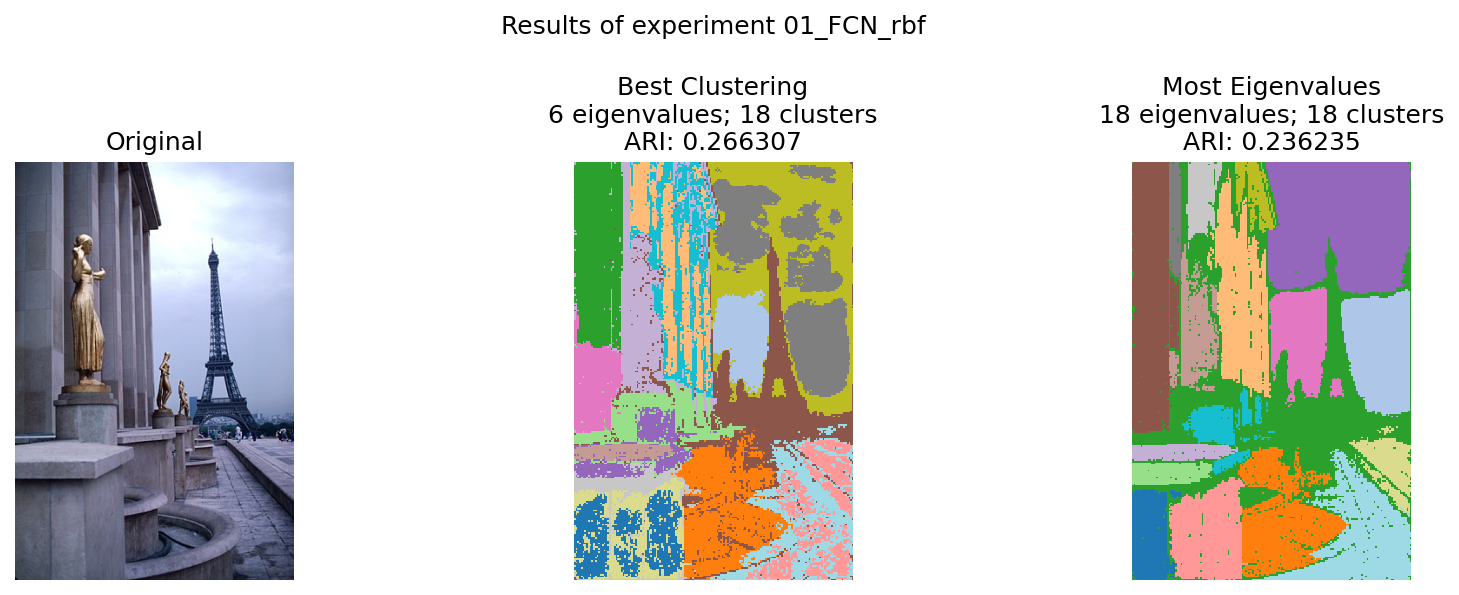 Results of experiment 01_FCN_rbf
Original
Best Clustering
6 eigenvalues; 18 clusters
ARI: 0.266307
Most Eigenvalues
18 eigenvalues; 18 clusters
ARI: 0.236235